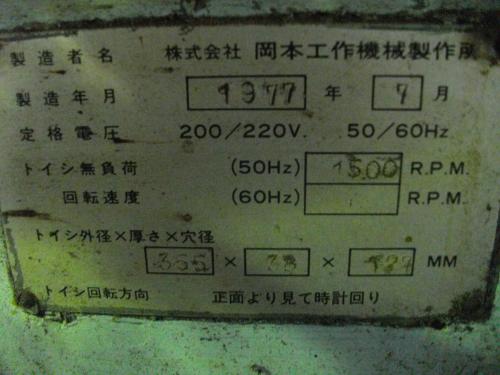 製造者名 株式会社 岡本工作機械製作所
製造年月 1977 年 7 月
定格電圧 200/220V. 50/60Hz
トイシ無負荷 (50Hz) 1500 R.P.M.
回転速度 (60Hz) R.P.M.
トイシ外径×厚さ×穴径
355 × 38 × MM
トイシ回転方向 正面より見て時計回り